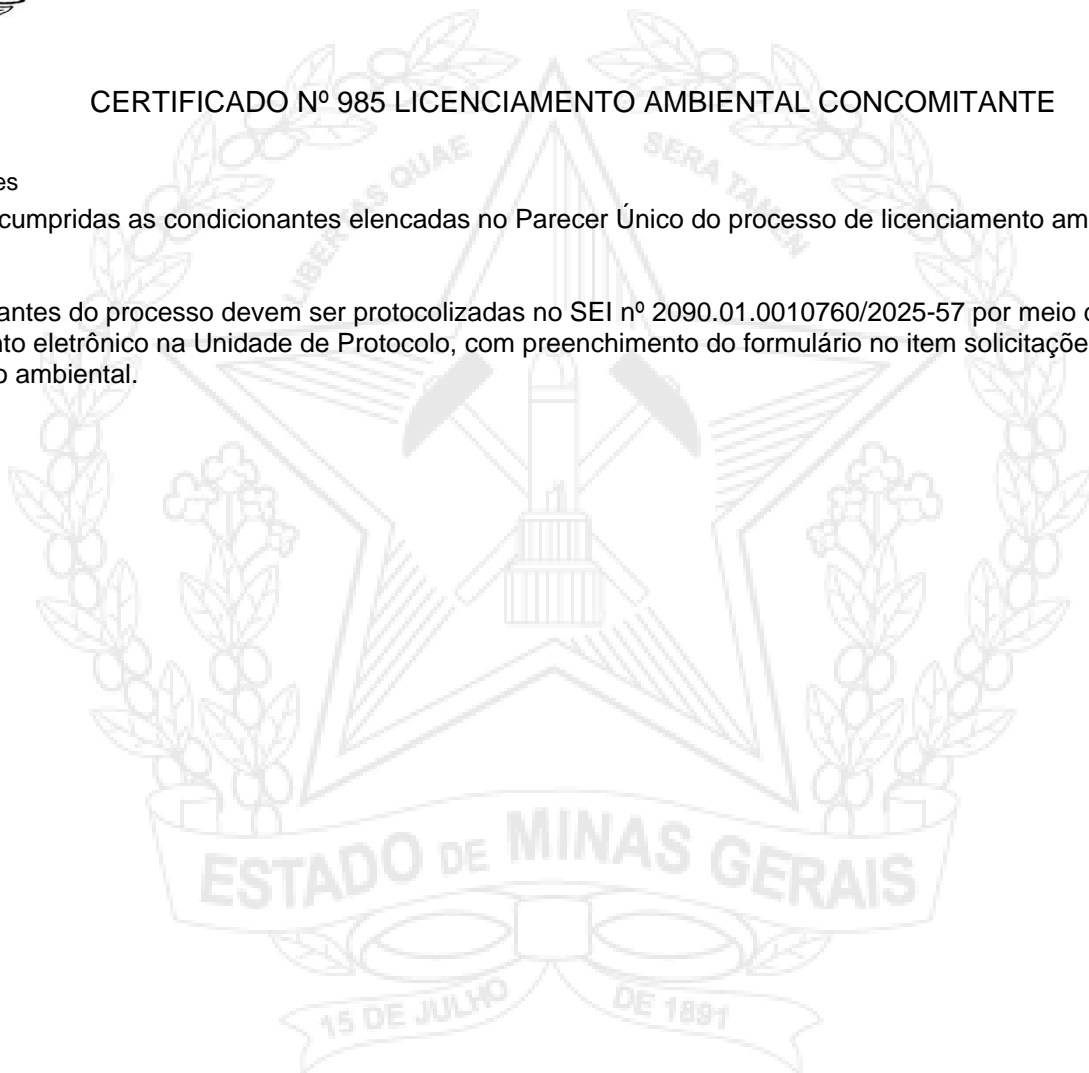 CERTIFICADO Nº 985 LICENCIAMENTO AMBIENTAL CONCOMITANTE
es
cumpridas as condicionantes elencadas no Parecer Único do processo de licenciamento am
antes do processo devem ser protocolizadas no SEI nº 2090.01.0010760/2025-57 por meio
nto eletrônico na Unidade de Protocolo, com preenchimento do formulário no item solicitaçõe
o ambiental.
LIBERTAS QUAE SERA TAMEN
ESTADO DE MINAS GERAIS
15 DE JULHO DE 1891